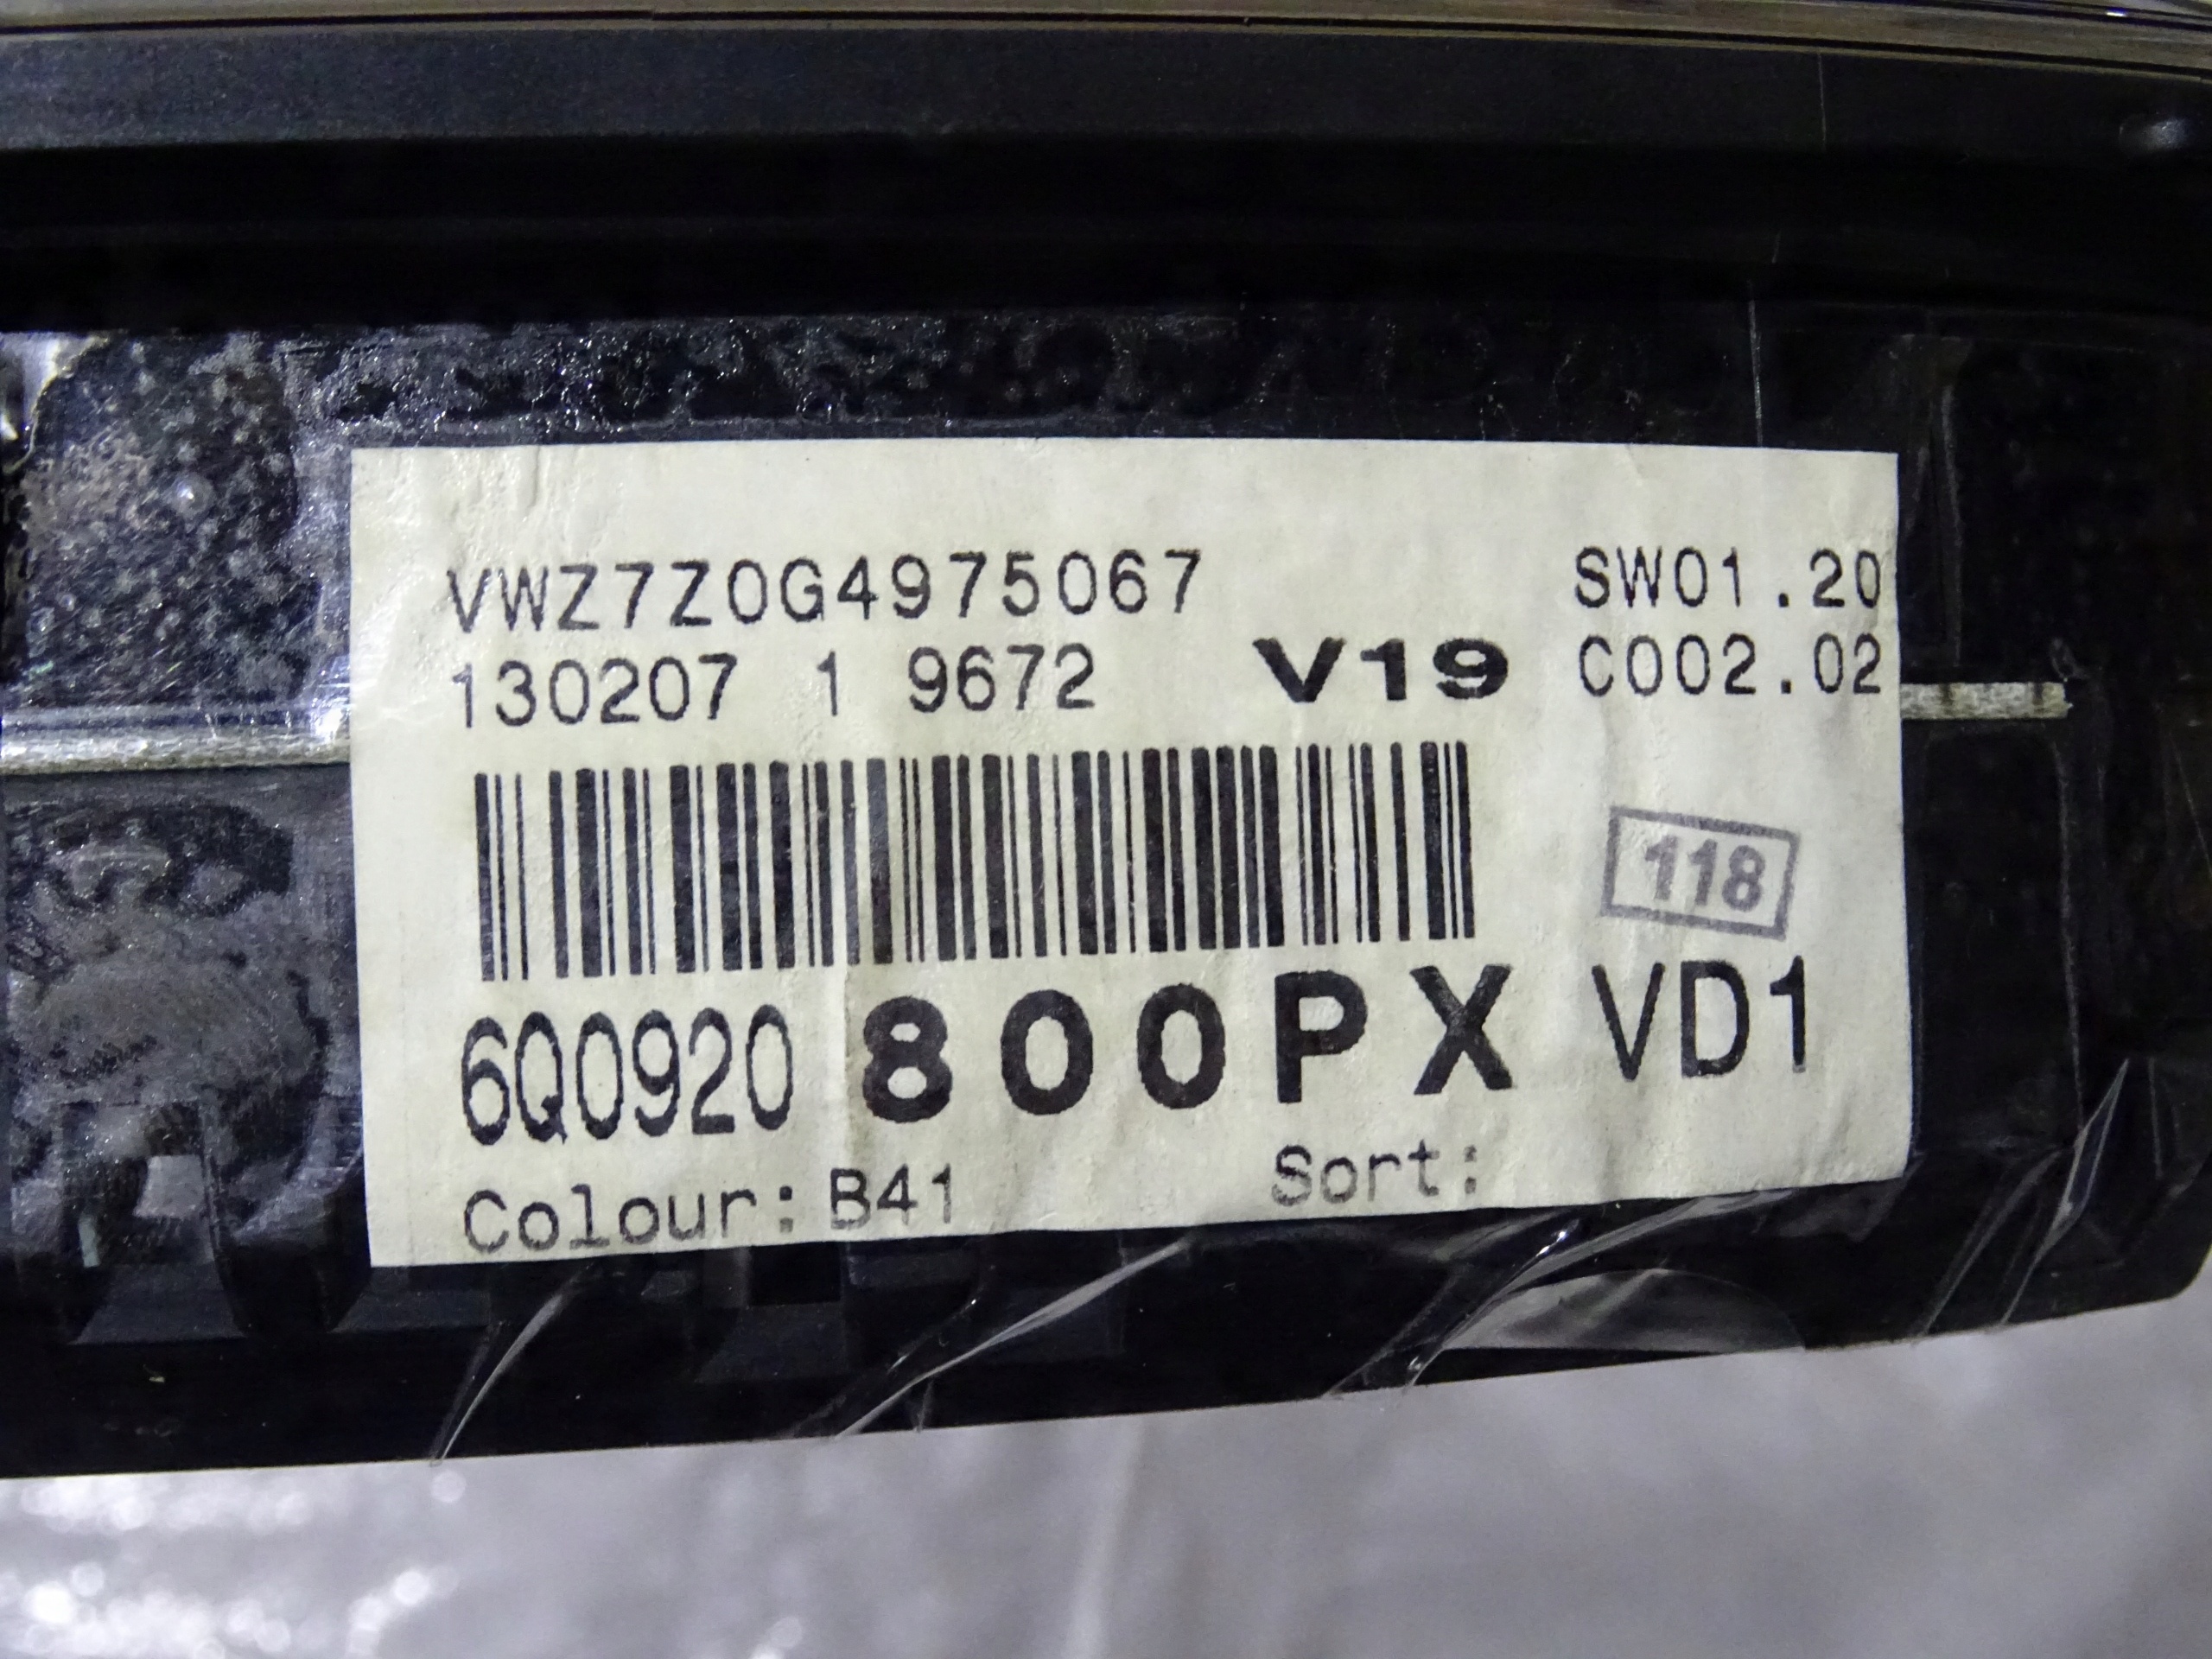 VWZ7Z0G4975067 SW01.20
130207 1 9672 V19 C002.02
118
6Q0920 800PX VD1
Colour: B41 Sort: